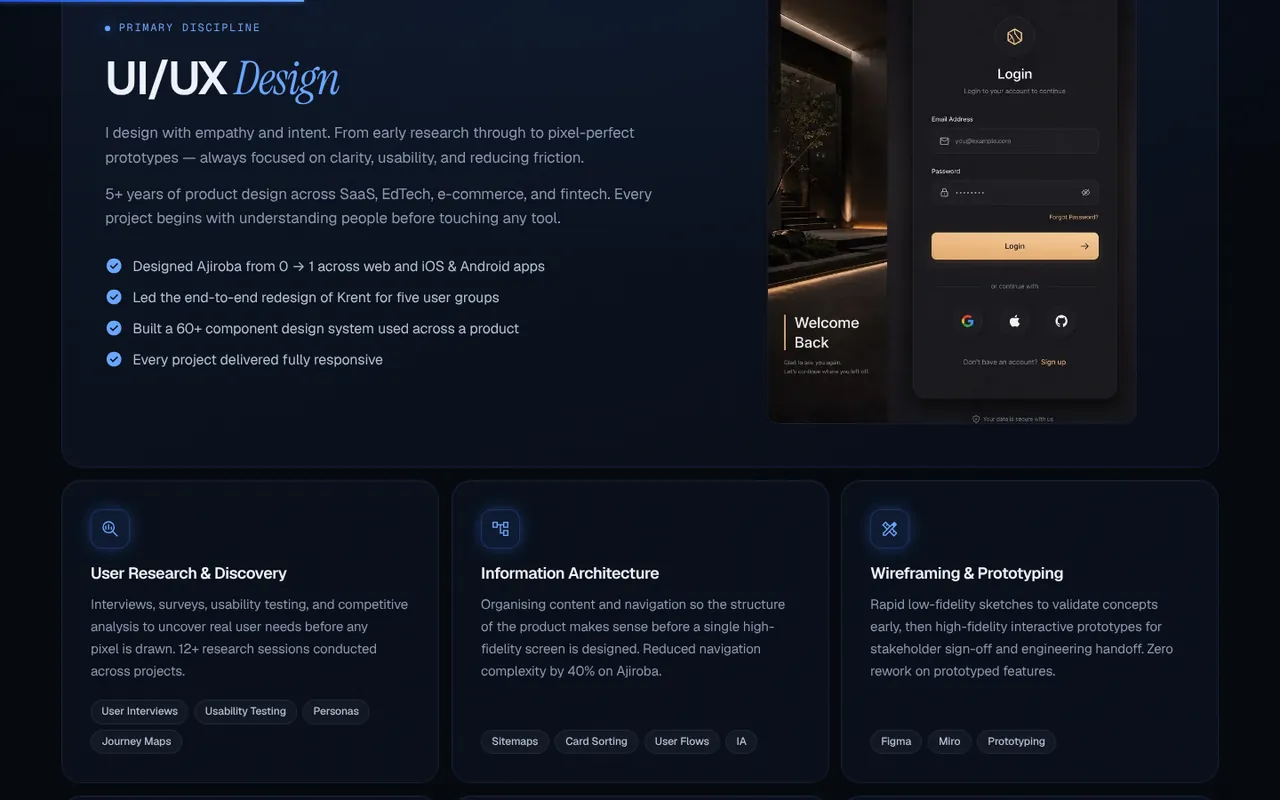 PRIMARY DISCIPLINE
UI/UX Design
I design with empathy and intent. From early research through to pixel-perfect
prototypes — always focused on clarity, usability, and reducing friction.
5+ years of product design across SaaS, EdTech, e-commerce, and fintech. Every
project begins with understanding people before touching any tool.
Designed Ajiroba from 0 → 1 across web and iOS & Android apps
Led the end-to-end redesign of Krent for five user groups
Built a 60+ component design system used across a product
Every project delivered fully responsive
Welcome
Back
Glad to see you again.
Let's continue where you left off.
Login
Login to your account to continue
Email Address
you@example.com
Password
Forgot Password?
Login →
or continue with
Don't have an account? Sign up
Your data is secure with us
User Research & Discovery
Interviews, surveys, usability testing, and competitive
analysis to uncover real user needs before any
pixel is drawn. 12+ research sessions conducted
across projects.
User Interviews
Usability Testing
Personas
Journey Maps
Information Architecture
Organising content and navigation so the structure
of the product makes sense before a single high-
fidelity screen is designed. Reduced navigation
complexity by 40% on Ajiroba.
Sitemaps
Card Sorting
User Flows
IA
Wireframing & Prototyping
Rapid low-fidelity sketches to validate concepts
early, then high-fidelity interactive prototypes for
stakeholder sign-off and engineering handoff. Zero
rework on prototyped features.
Figma
Miro
Prototyping